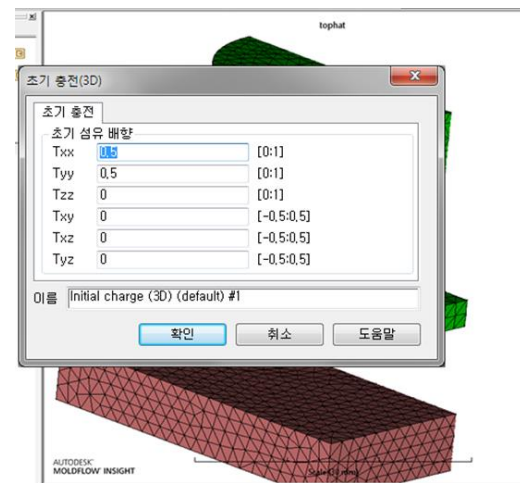 tophat
초기 충전(3D)
초기 충전
초기 섬유 배향
Txx 0.5 [0:1]
Tyy 0.5 [0:1]
Tzz 0 [0:1]
Txy 0 [-0.5:0.5]
Txz 0 [-0.5:0.5]
Tyz 0 [-0.5:0.5]
이름 Initial charge (3D) (default) #1
확인 취소 도움말
AUTODESK
MOLDFLOW INSIGHT